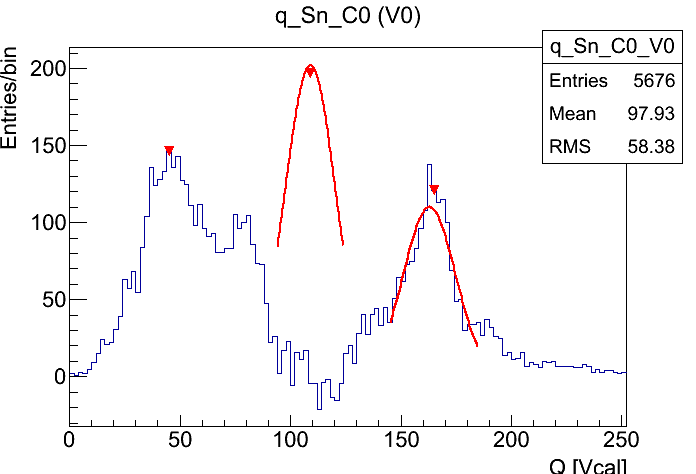 q_Sn_C0 (V0)
q_Sn_C0_V0
Entries 5676
Mean 97.93
RMS 58.38
Entries/bin
200
150
100
50
0
0 50 100 150 200 250
Q [Vcal]